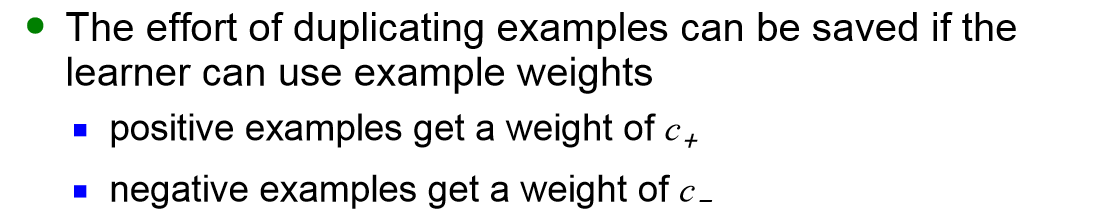 • The effort of duplicating examples can be saved if the
learner can use example weights
▪ positive examples get a weight of c₊
▪ negative examples get a weight of c₋